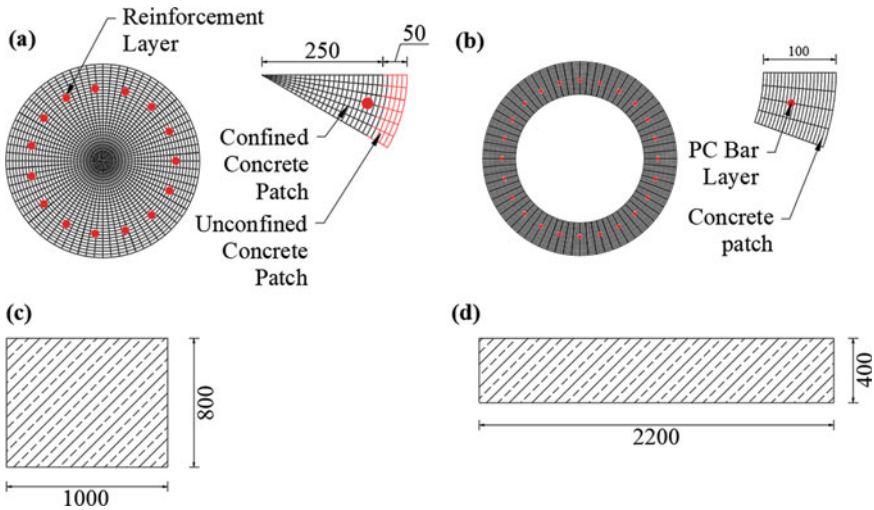 (a)
Reinforcement
Layer
250
50
Confined
Concrete
Patch
Unconfined
Concrete
Patch
(b)
100
PC Bar
Layer
Concrete
patch
(c)
800
1000
(d)
400
2200